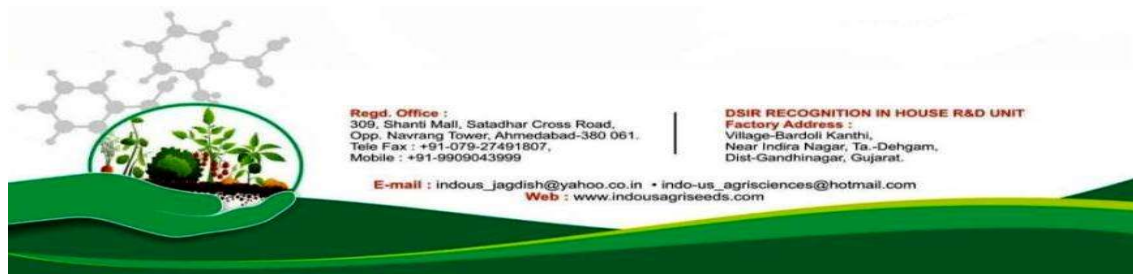 Regd. Office :
309, Shanti Mall, Satadhar Cross Road,
Opp. Navrang Tower, Ahmedabad-380 061.
Tele Fax : +91-079-27491807,
Mobile : +91-9909043999
DSIR RECOGNITION IN HOUSE R&D UNIT
Factory Address :
Village-Bardoli Kanthi,
Near Indira Nagar, Ta.-Dehgam,
Dist-Gandhinagar, Gujarat.
E-mail : indous_jagdish@yahoo.co.in • indo-us_agrisciences@hotmail.com
Web : www.indousagriseeds.com